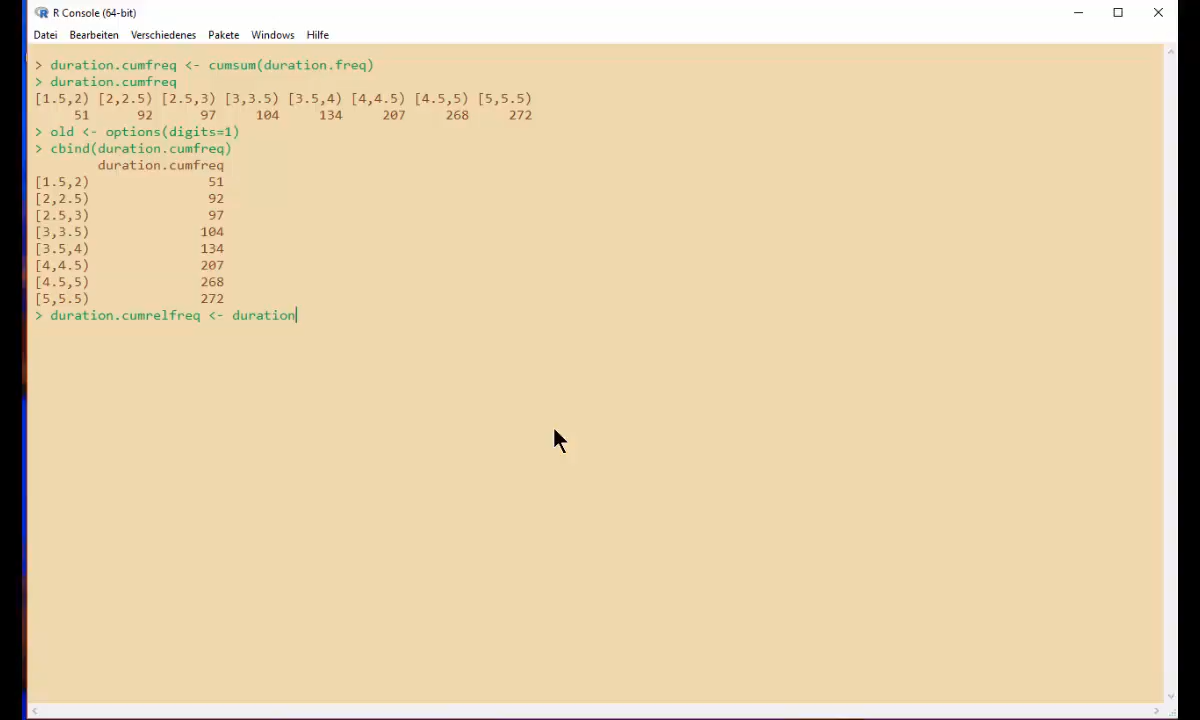 R Console (64-bit)
Datei Bearbeiten Verschiedenes Pakete Windows Hilfe
> duration.cumfreq <- cumsum(duration.freq)
> duration.cumfreq
[1.5,2) [2,2.5) [2.5,3) [3,3.5) [3.5,4) [4,4.5) [4.5,5) [5,5.5)
     51      92      97     104     134     207     268     272
> old <- options(digits=1)
> cbind(duration.cumfreq)
        duration.cumfreq
[1.5,2)               51
[2,2.5)               92
[2.5,3)               97
[3,3.5)              104
[3.5,4)              134
[4,4.5)              207
[4.5,5)              268
[5,5.5)              272
> duration.cumrelfreq <- duration